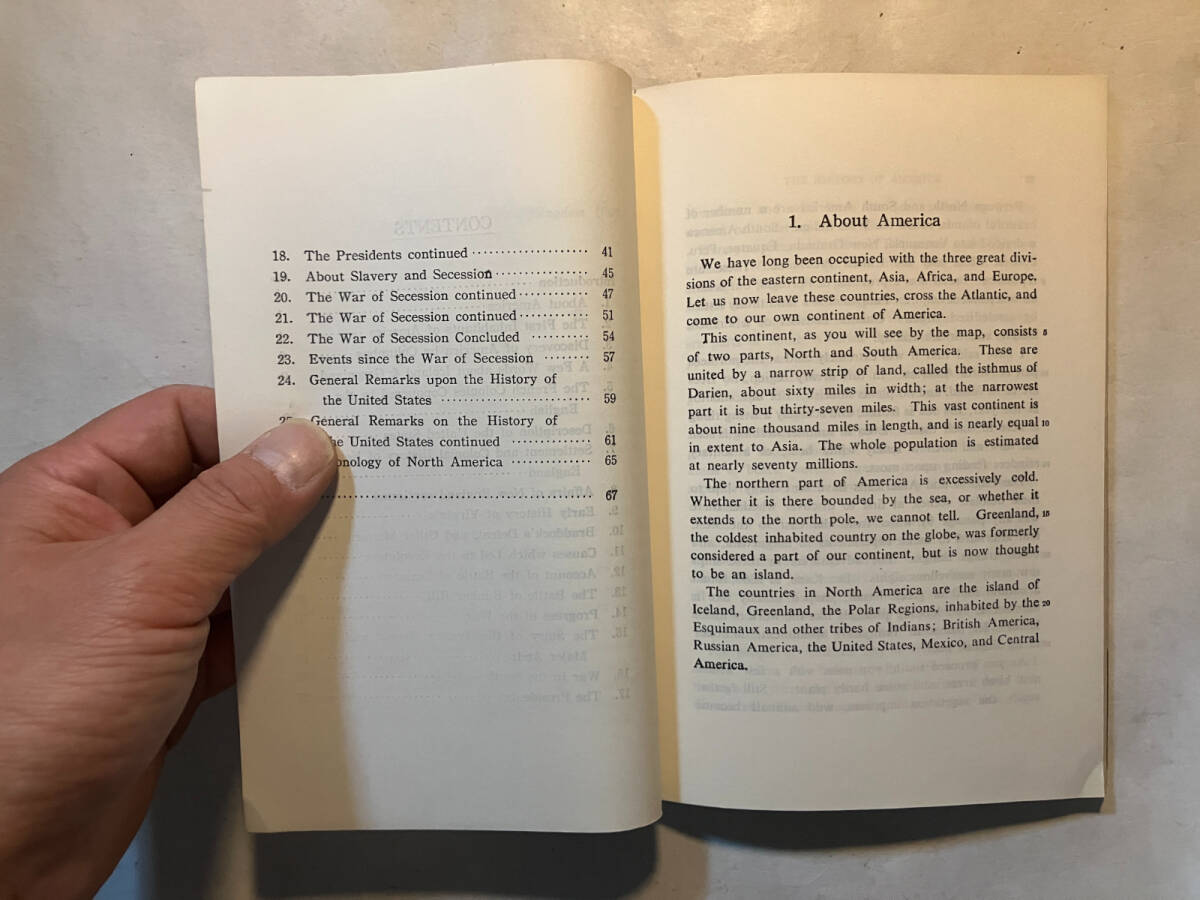 18. The Presidents continued ··················· 41
19. About Slavery and Secession ··············· 45
20. The War of Secession continued ············ 47
21. The War of Secession continued ············ 51
22. The War of Secession Concluded ········· 54
23. Events since the War of Secession ········ 57
24. General Remarks upon the History of
the United States ························ 59
General Remarks on the History of
the United States continued ·············· 61
of North America ·············· 65
··································· 67
1. About America
We have long been occupied with the three great divi-
sions of the eastern continent, Asia, Africa, and Europe.
Let us now leave these countries, cross the Atlantic, and
come to our own continent of America.
This continent, as you will see by the map, consists 5
of two parts, North and South America. These are
united by a narrow strip of land, called the isthmus of
Darien, about sixty miles in width; at the narrowest
part it is but thirty-seven miles. This vast continent is
about nine thousand miles in length, and is nearly equal 10
in extent to Asia. The whole population is estimated
at nearly seventy millions.
The northern part of America is excessively cold.
Whether it is there bounded by the sea, or whether it
extends to the north pole, we cannot tell. Greenland, 15
the coldest inhabited country on the globe, was formerly
considered a part of our continent, but is now thought
to be an island.
The countries in North America are the island of
Iceland, Greenland, the Polar Regions, inhabited by the 20
Esquimaux and other tribes of Indians; British America,
Russian America, the United States, Mexico, and Central
America.